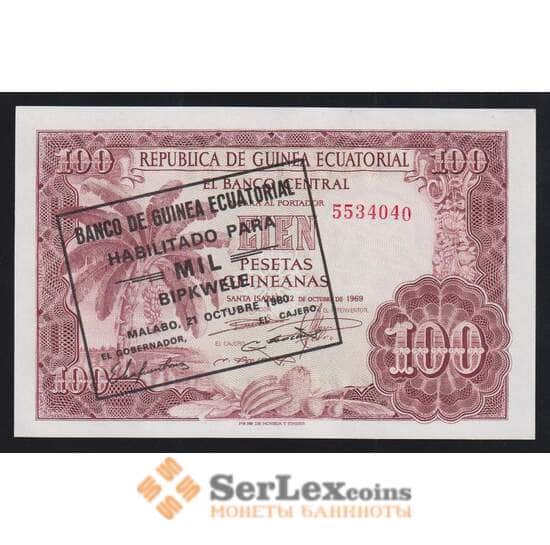 100
100
REPUBLICA DE GUINEA ECUATORIAL
EL BANCO CENTRAL
AL PORTADOR
5534040
CIEN
PESETAS
GUINEANAS
SANTA ISABEL, 12 DE OCTUBRE DE 1969
EL CAJERO
BANCO DE GUINEA ECUATORIAL
HABILITADO PARA
MIL
BIPKWELE
MALABO, 21 OCTUBRE 1980
EL GOBERNADOR,
EL CAJERO,
100
100
SerLexcoins
МОНЕТЫ БАНКНОТЫ